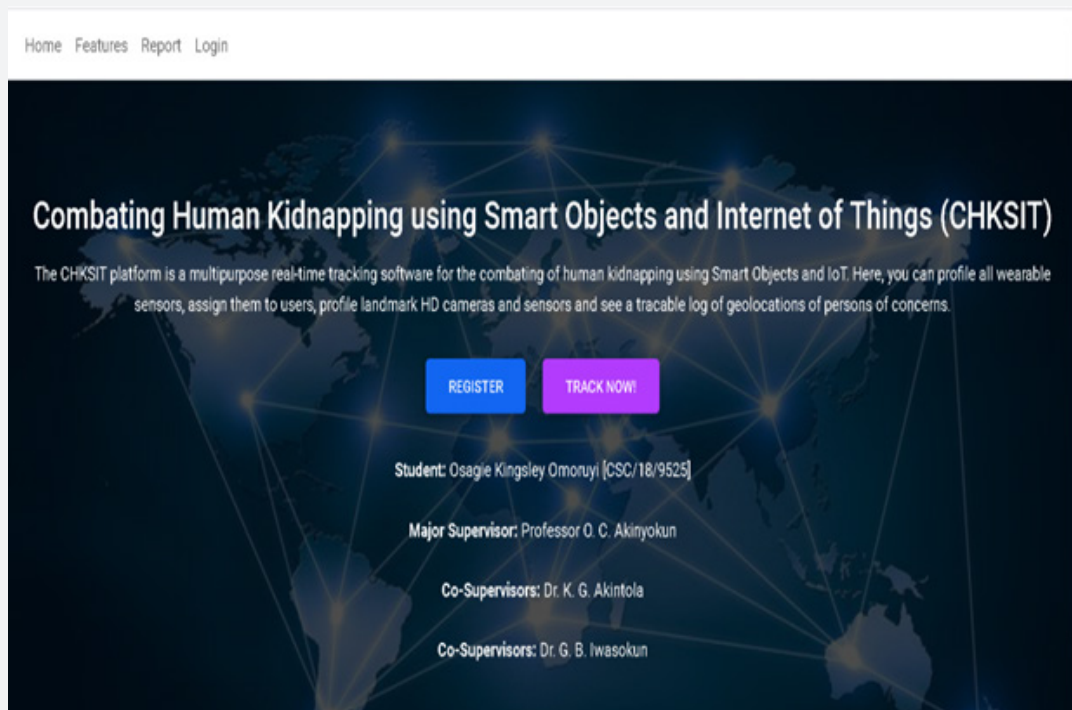 Home Features Report Login
Combating Human Kidnapping using Smart Objects and Internet of Things (CHKSIT)
The CHKSIT platform is a multipurpose real-time tracking software for the combating of human kidnapping using Smart Objects and IoT. Here, you can profile all wearable
sensors, assign them to users, profile landmark HD cameras and sensors and see a tracable log of geolocations of persons of concerns.
REGISTER TRACK NOW!
Student: Osagie Kingsley Omoruyi [CSC/18/9525]
Major Supervisor: Professor O. C. Akinyokun
Co-Supervisors: Dr. K. G. Akintola
Co-Supervisors: Dr. G. B. Iwasokun